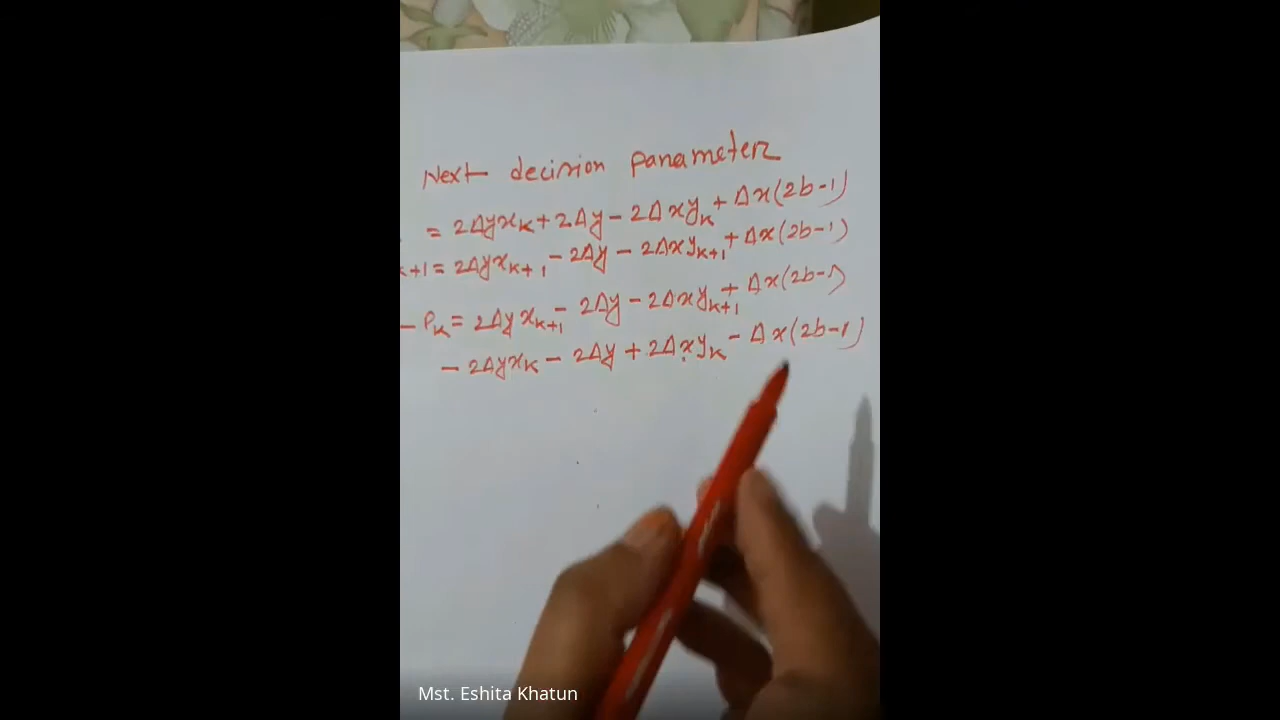 Next decision panameter
= 2Δyxₖ + 2Δy - 2Δxyₖ + Δx(2b-1)
k+1 = 2Δyxₖ₊₁ - 2Δy - 2Δxyₖ₊₁ + Δx(2b-1)
- Pₖ = 2Δyxₖ₊₁ - 2Δy - 2Δxyₖ₊₁ + Δx(2b-1)
- 2Δyxₖ - 2Δy + 2Δxyₖ - Δx(2b-1)
Mst. Eshita Khatun